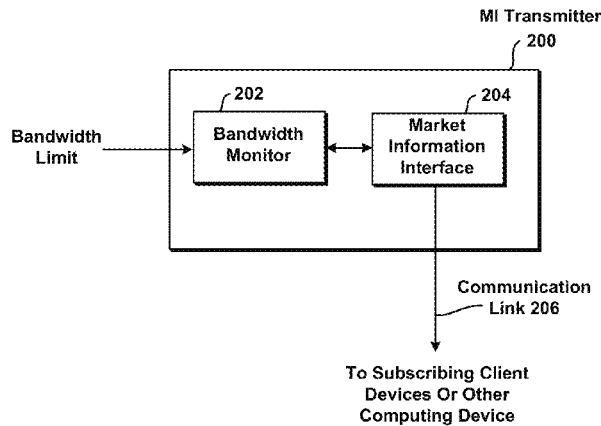 MI Transmitter
200
202
204
Bandwidth
Limit
Bandwidth
Monitor
Market
Information
Interface
Communication
Link 206
To Subscribing Client
Devices Or Other
Computing Device